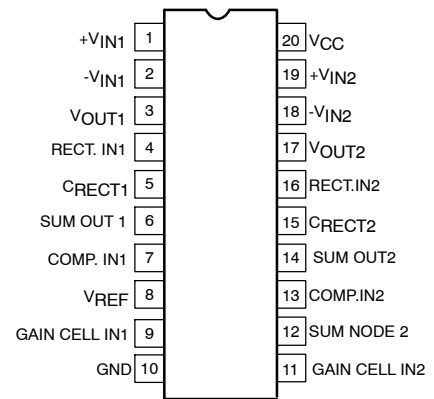 +VIN1 1 20 VCC
-VIN1 2 19 +VIN2
VOUT1 3 18 -VIN2
RECT. IN1 4 17 VOUT2
CRECT1 5 16 RECT.IN2
SUM OUT 1 6 15 CRECT2
COMP. IN1 7 14 SUM OUT2
VREF 8 13 COMP.IN2
GAIN CELL IN1 9 12 SUM NODE 2
GND 10 11 GAIN CELL IN2